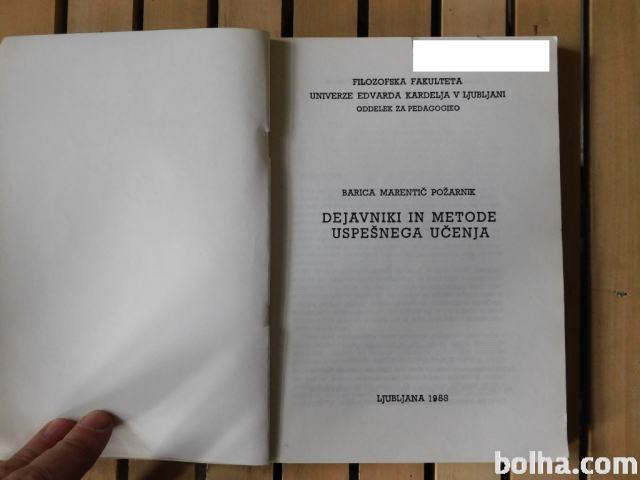 FILOZOFSKA FAKULTETA
UNIVERZE EDVARDA KARDELJA V LJUBLJANI
ODDELEK ZA PEDAGOGIKO
BARICA MARENTIČ POŽARNIK
DEJAVNIKI IN METODE
USPEŠNEGA UČENJA
LJUBLJANA 1988
bolha.com